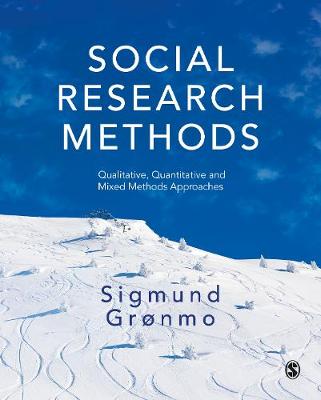 SOCIAL
RESEARCH
METHODS
Qualitative, Quantitative and
Mixed Methods Approaches
Sigmund
Grønmo
S